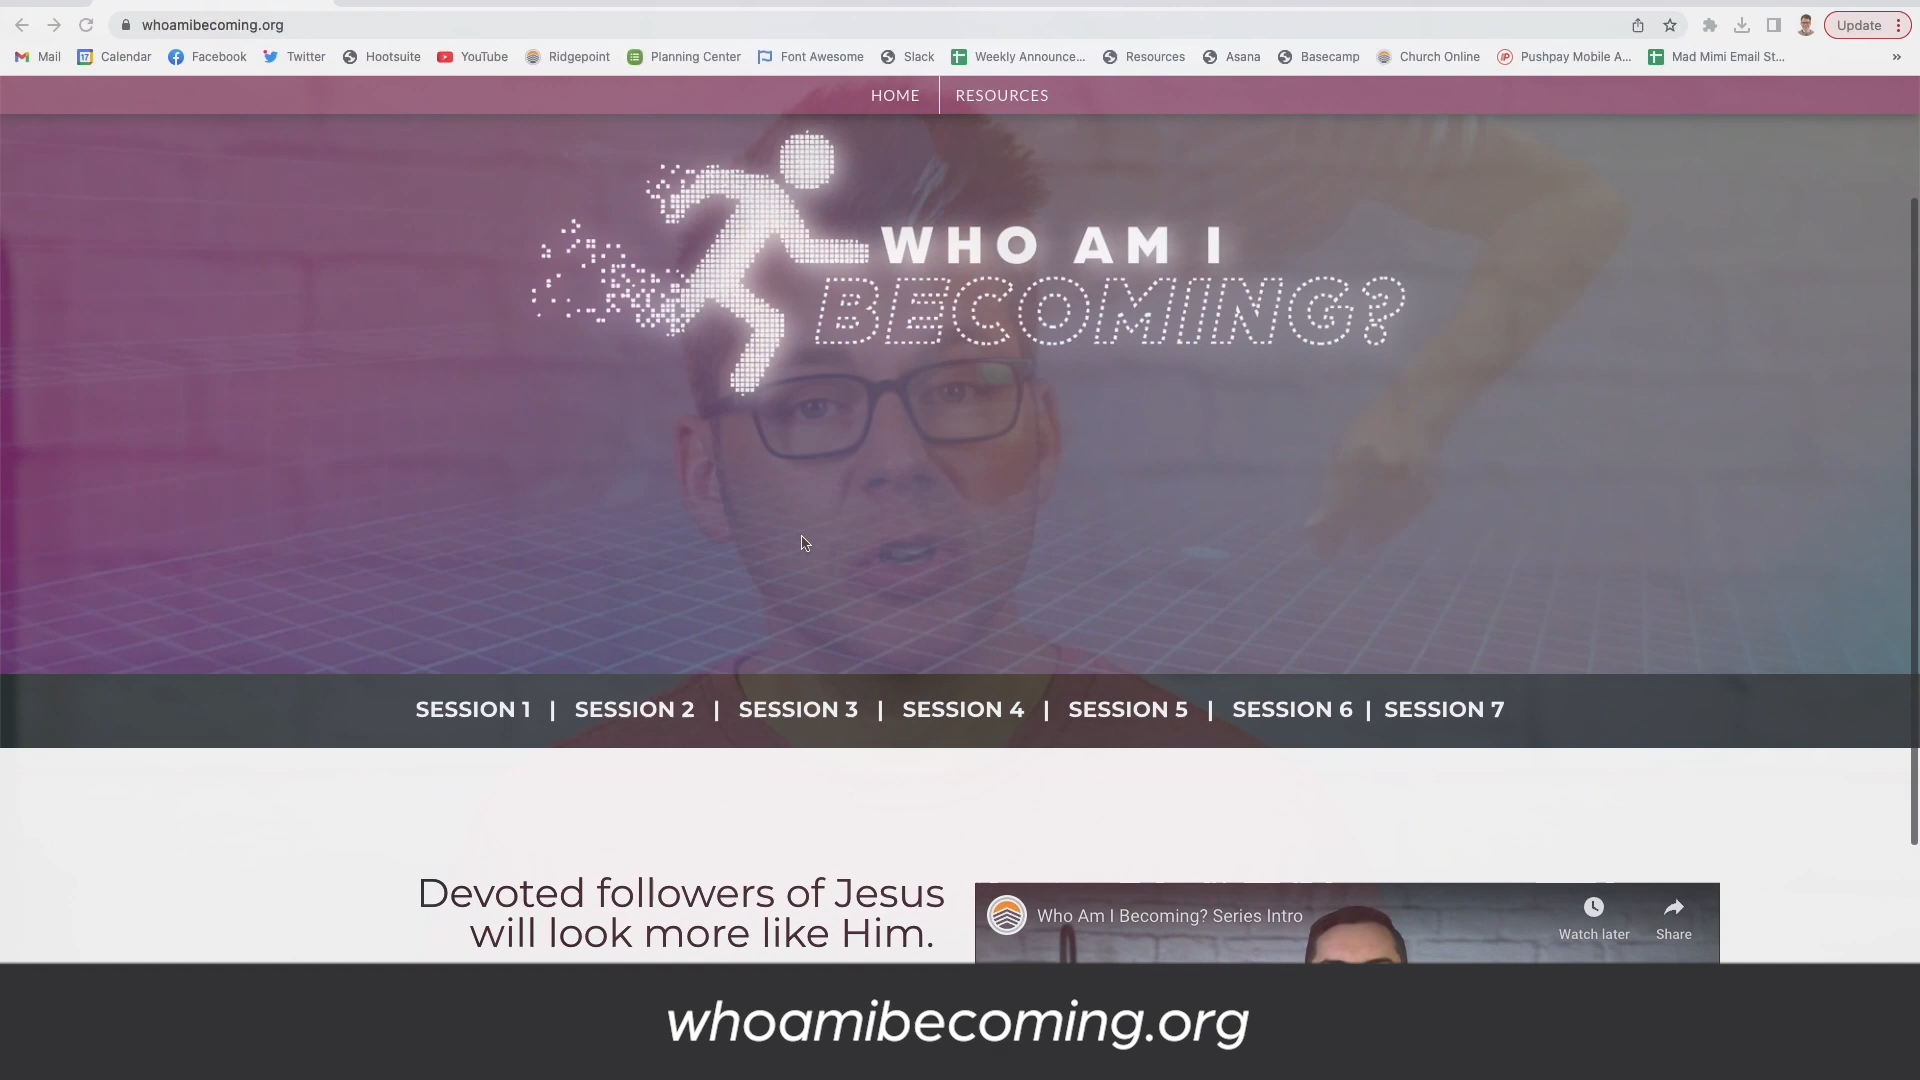 whoamibecoming.org
Update
Mail Calendar Facebook Twitter Hootsuite YouTube Ridgepoint Planning Center Font Awesome Slack Weekly Announce... Resources Asana Basecamp Church Online Pushpay Mobile A... Mad Mimi Email St... »
HOME RESOURCES
WHO AM I
BECOMING?
SESSION 1 | SESSION 2 | SESSION 3 | SESSION 4 | SESSION 5 | SESSION 6 | SESSION 7
Devoted followers of Jesus
will look more like Him.
Who Am I Becoming? Series Intro
Watch later Share
whoamibecoming.org